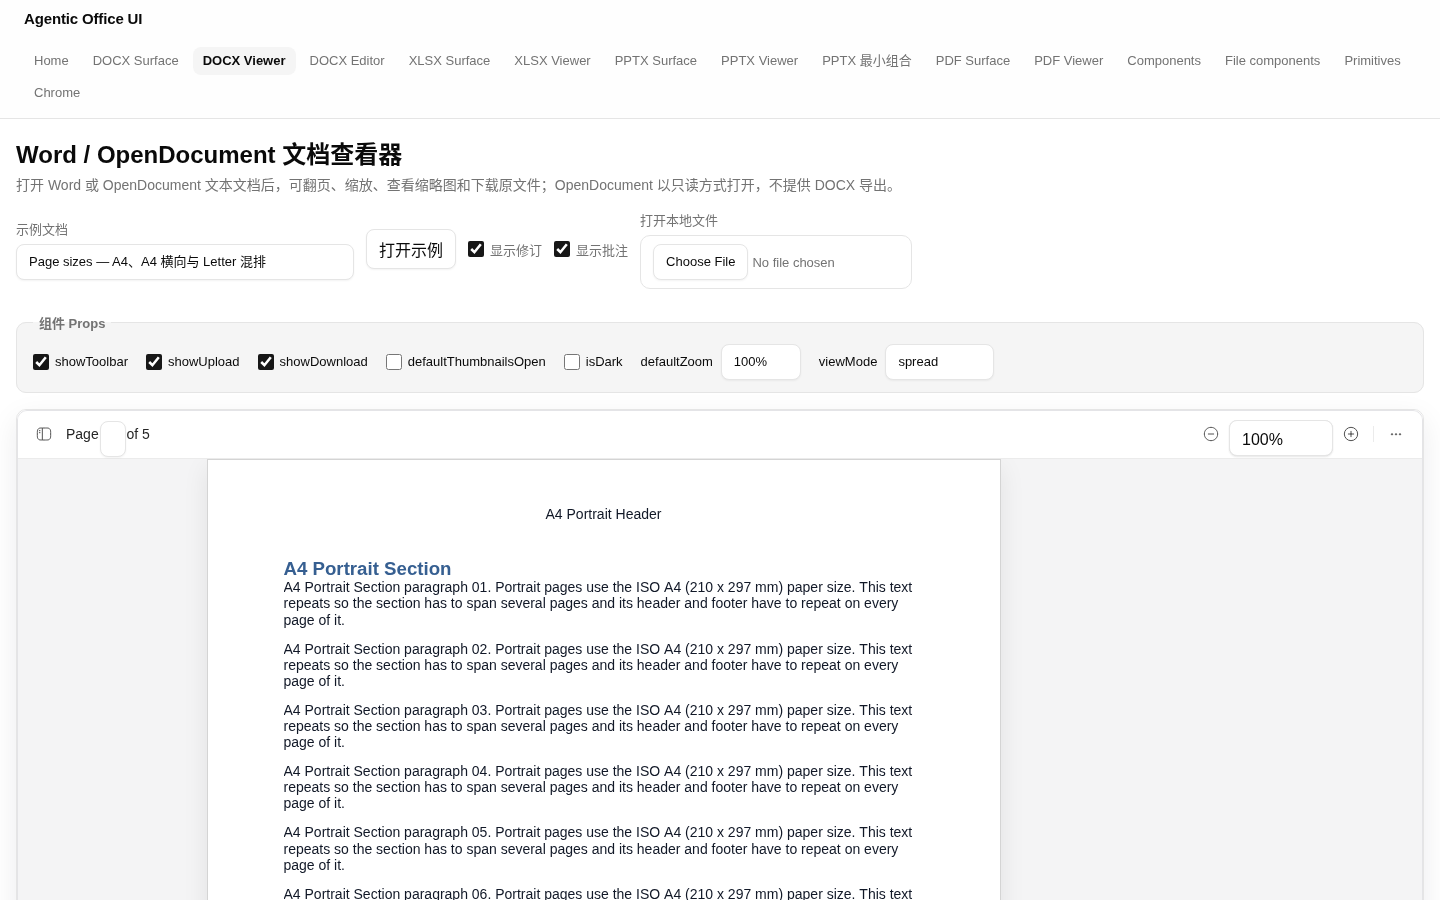 Agentic Office UI
Home DOCX Surface DOCX Viewer DOCX Editor XLSX Surface XLSX Viewer PPTX Surface PPTX Viewer PPTX 最小组合 PDF Surface PDF Viewer Components File components Primitives
Chrome
Word / OpenDocument 文档查看器
打开 Word 或 OpenDocument 文本文档后，可翻页、缩放、查看缩略图和下载原文件；OpenDocument 以只读方式打开，不提供 DOCX 导出。
示例文档
Page sizes — A4、A4 横向与 Letter 混排
打开示例
显示修订 显示批注
打开本地文件
Choose File No file chosen
组件 Props
showToolbar showUpload showDownload defaultThumbnailsOpen isDark defaultZoom 100% viewMode spread
Page of 5 100%
A4 Portrait Header
A4 Portrait Section
A4 Portrait Section paragraph 01. Portrait pages use the ISO A4 (210 x 297 mm) paper size. This text
repeats so the section has to span several pages and its header and footer have to repeat on every
page of it.
A4 Portrait Section paragraph 02. Portrait pages use the ISO A4 (210 x 297 mm) paper size. This text
repeats so the section has to span several pages and its header and footer have to repeat on every
page of it.
A4 Portrait Section paragraph 03. Portrait pages use the ISO A4 (210 x 297 mm) paper size. This text
repeats so the section has to span several pages and its header and footer have to repeat on every
page of it.
A4 Portrait Section paragraph 04. Portrait pages use the ISO A4 (210 x 297 mm) paper size. This text
repeats so the section has to span several pages and its header and footer have to repeat on every
page of it.
A4 Portrait Section paragraph 05. Portrait pages use the ISO A4 (210 x 297 mm) paper size. This text
repeats so the section has to span several pages and its header and footer have to repeat on every
page of it.
A4 Portrait Section paragraph 06. Portrait pages use the ISO A4 (210 x 297 mm) paper size. This text